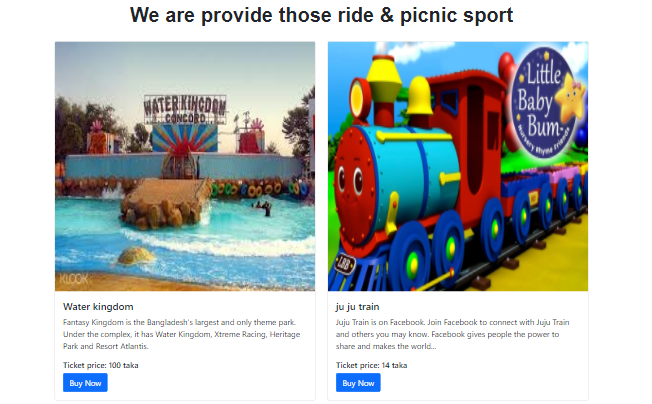 We are provide those ride & picnic sport
WATER KINGDOM
CONCORD
KLOOK
Little
Baby
Bum
Nursery Rhyme Friends
LBB
Water kingdom
Fantasy Kingdom is the Bangladesh's largest and only theme park.
Under the complex, it has Water Kingdom, Xtreme Racing, Heritage
Park and Resort Atlantis.
Ticket price: 100 taka
Buy Now
ju ju train
Juju Train is on Facebook. Join Facebook to connect with Juju Train
and others you may know. Facebook gives people the power to
share and makes the world...
Ticket price: 14 taka
Buy Now